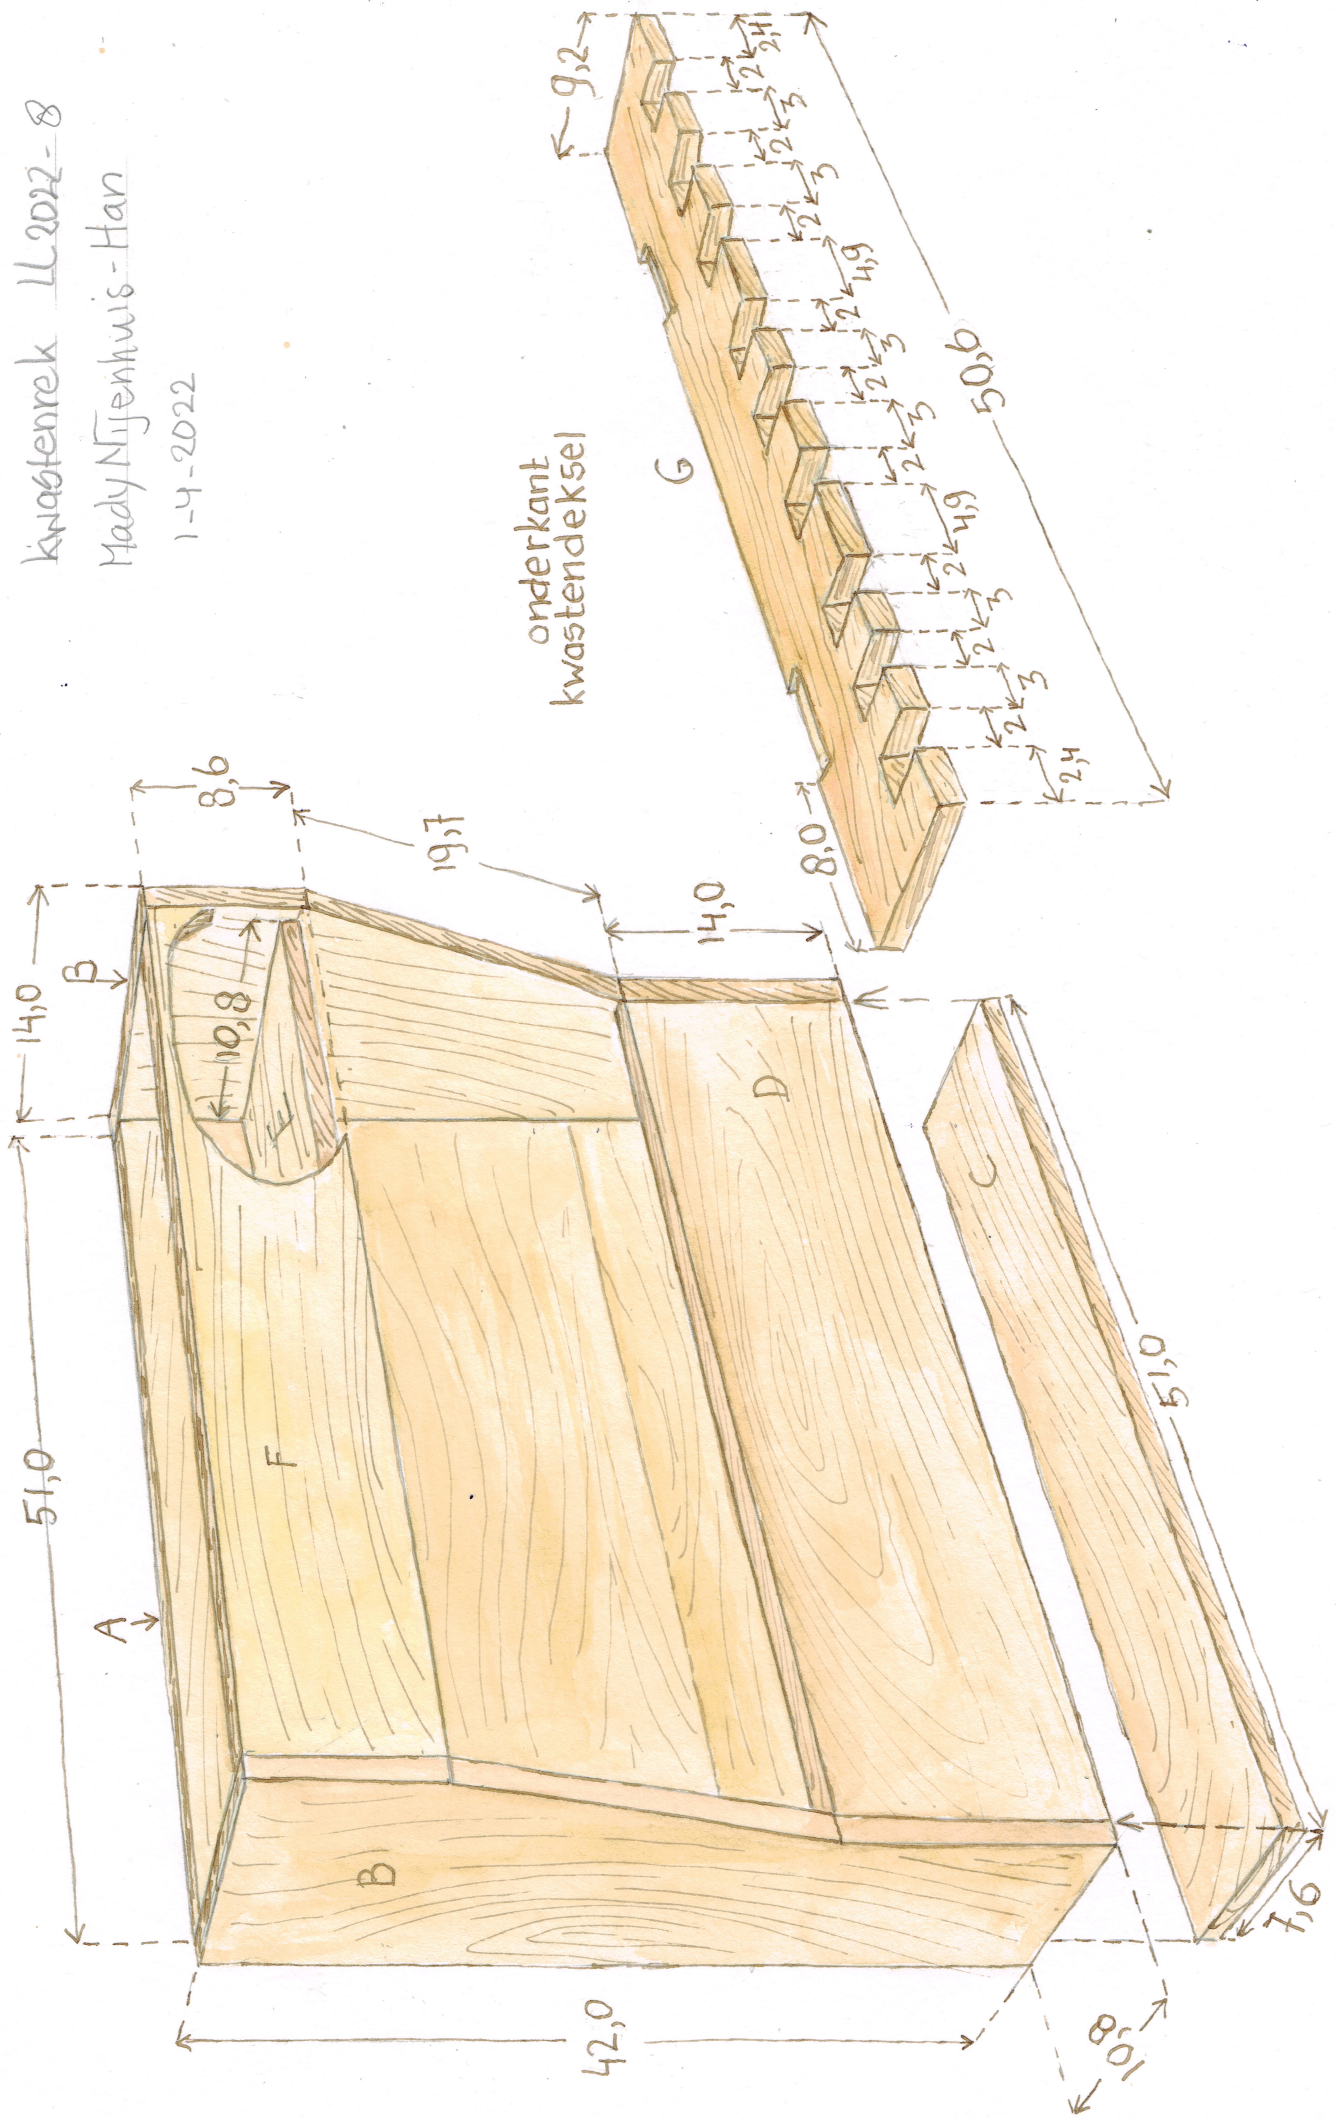 Kwastenrek LL2022-8
Mady Nijenhuis-Han
1-4-2022
51,0
14,0
A
B
8,6
10,8
E
F
B
19,7
42,0
14,0
D
C
51,0
10,8
7,6
onderkant
kwastendeksel
9,2
G
8,0
2,4
2
3
2
3
2
4,9
2
3
2
3
2
4,9
2
3
2
3
2
2,4
50,6